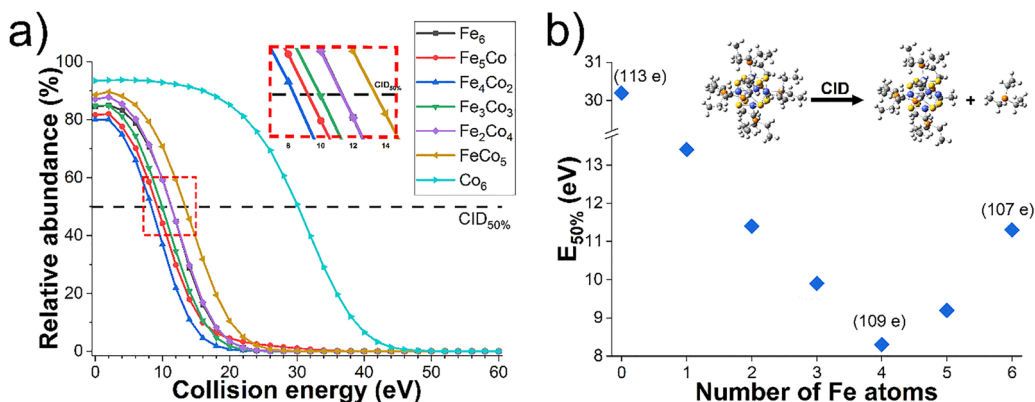 a)
Relative abundance (%)
100
80
60
40
20
0
0 10 20 30 40 50 60
Collision energy (eV)
CID50%
8 10 12 14
CID50%
Fe6
Fe5Co
Fe4Co2
Fe3Co3
Fe2Co4
FeCo5
Co6
b)
E50% (eV)
30
13
12
11
10
9
8
0 1 2 3 4 5 6
Number of Fe atoms
(113 e)
(109 e)
(107 e)
CID
+